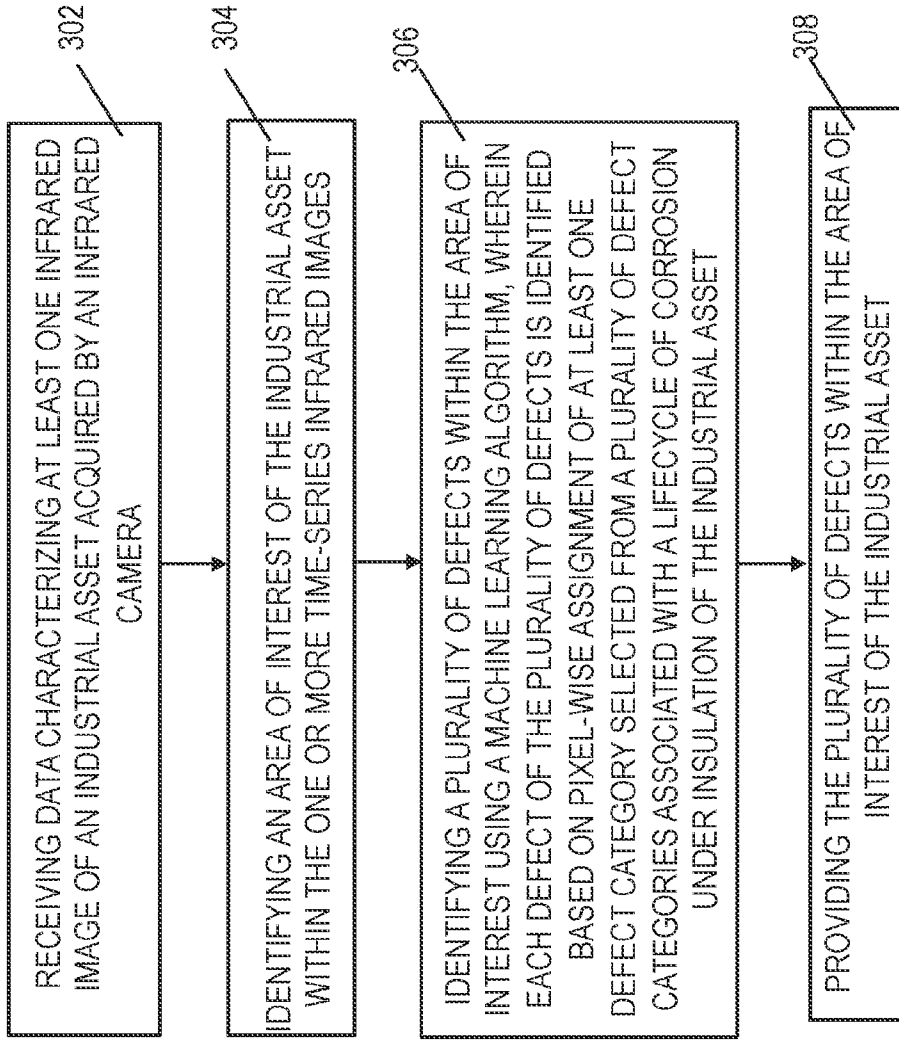 302
RECEIVING DATA CHARACTERIZING AT LEAST ONE INFRARED
IMAGE OF AN INDUSTRIAL ASSET ACQUIRED BY AN INFRARED
CAMERA
304
IDENTIFYING AN AREA OF INTEREST OF THE INDUSTRIAL ASSET
WITHIN THE ONE OR MORE TIME-SERIES INFRARED IMAGES
306
IDENTIFYING A PLURALITY OF DEFECTS WITHIN THE AREA OF
INTEREST USING A MACHINE LEARNING ALGORITHM, WHEREIN
EACH DEFECT OF THE PLURALITY OF DEFECTS IS IDENTIFIED
BASED ON PIXEL-WISE ASSIGNMENT OF AT LEAST ONE
DEFECT CATEGORY SELECTED FROM A PLURALITY OF DEFECT
CATEGORIES ASSOCIATED WITH A LIFECYCLE OF CORROSION
UNDER INSULATION OF THE INDUSTRIAL ASSET
308
PROVIDING THE PLURALITY OF DEFECTS WITHIN THE AREA OF
INTEREST OF THE INDUSTRIAL ASSET